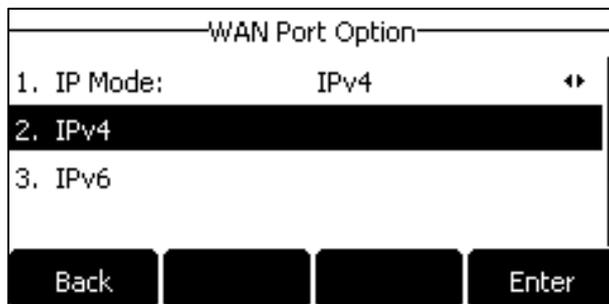 WAN Port Option
1. IP Mode: IPv4
2. IPv4
3. IPv6
Back Enter